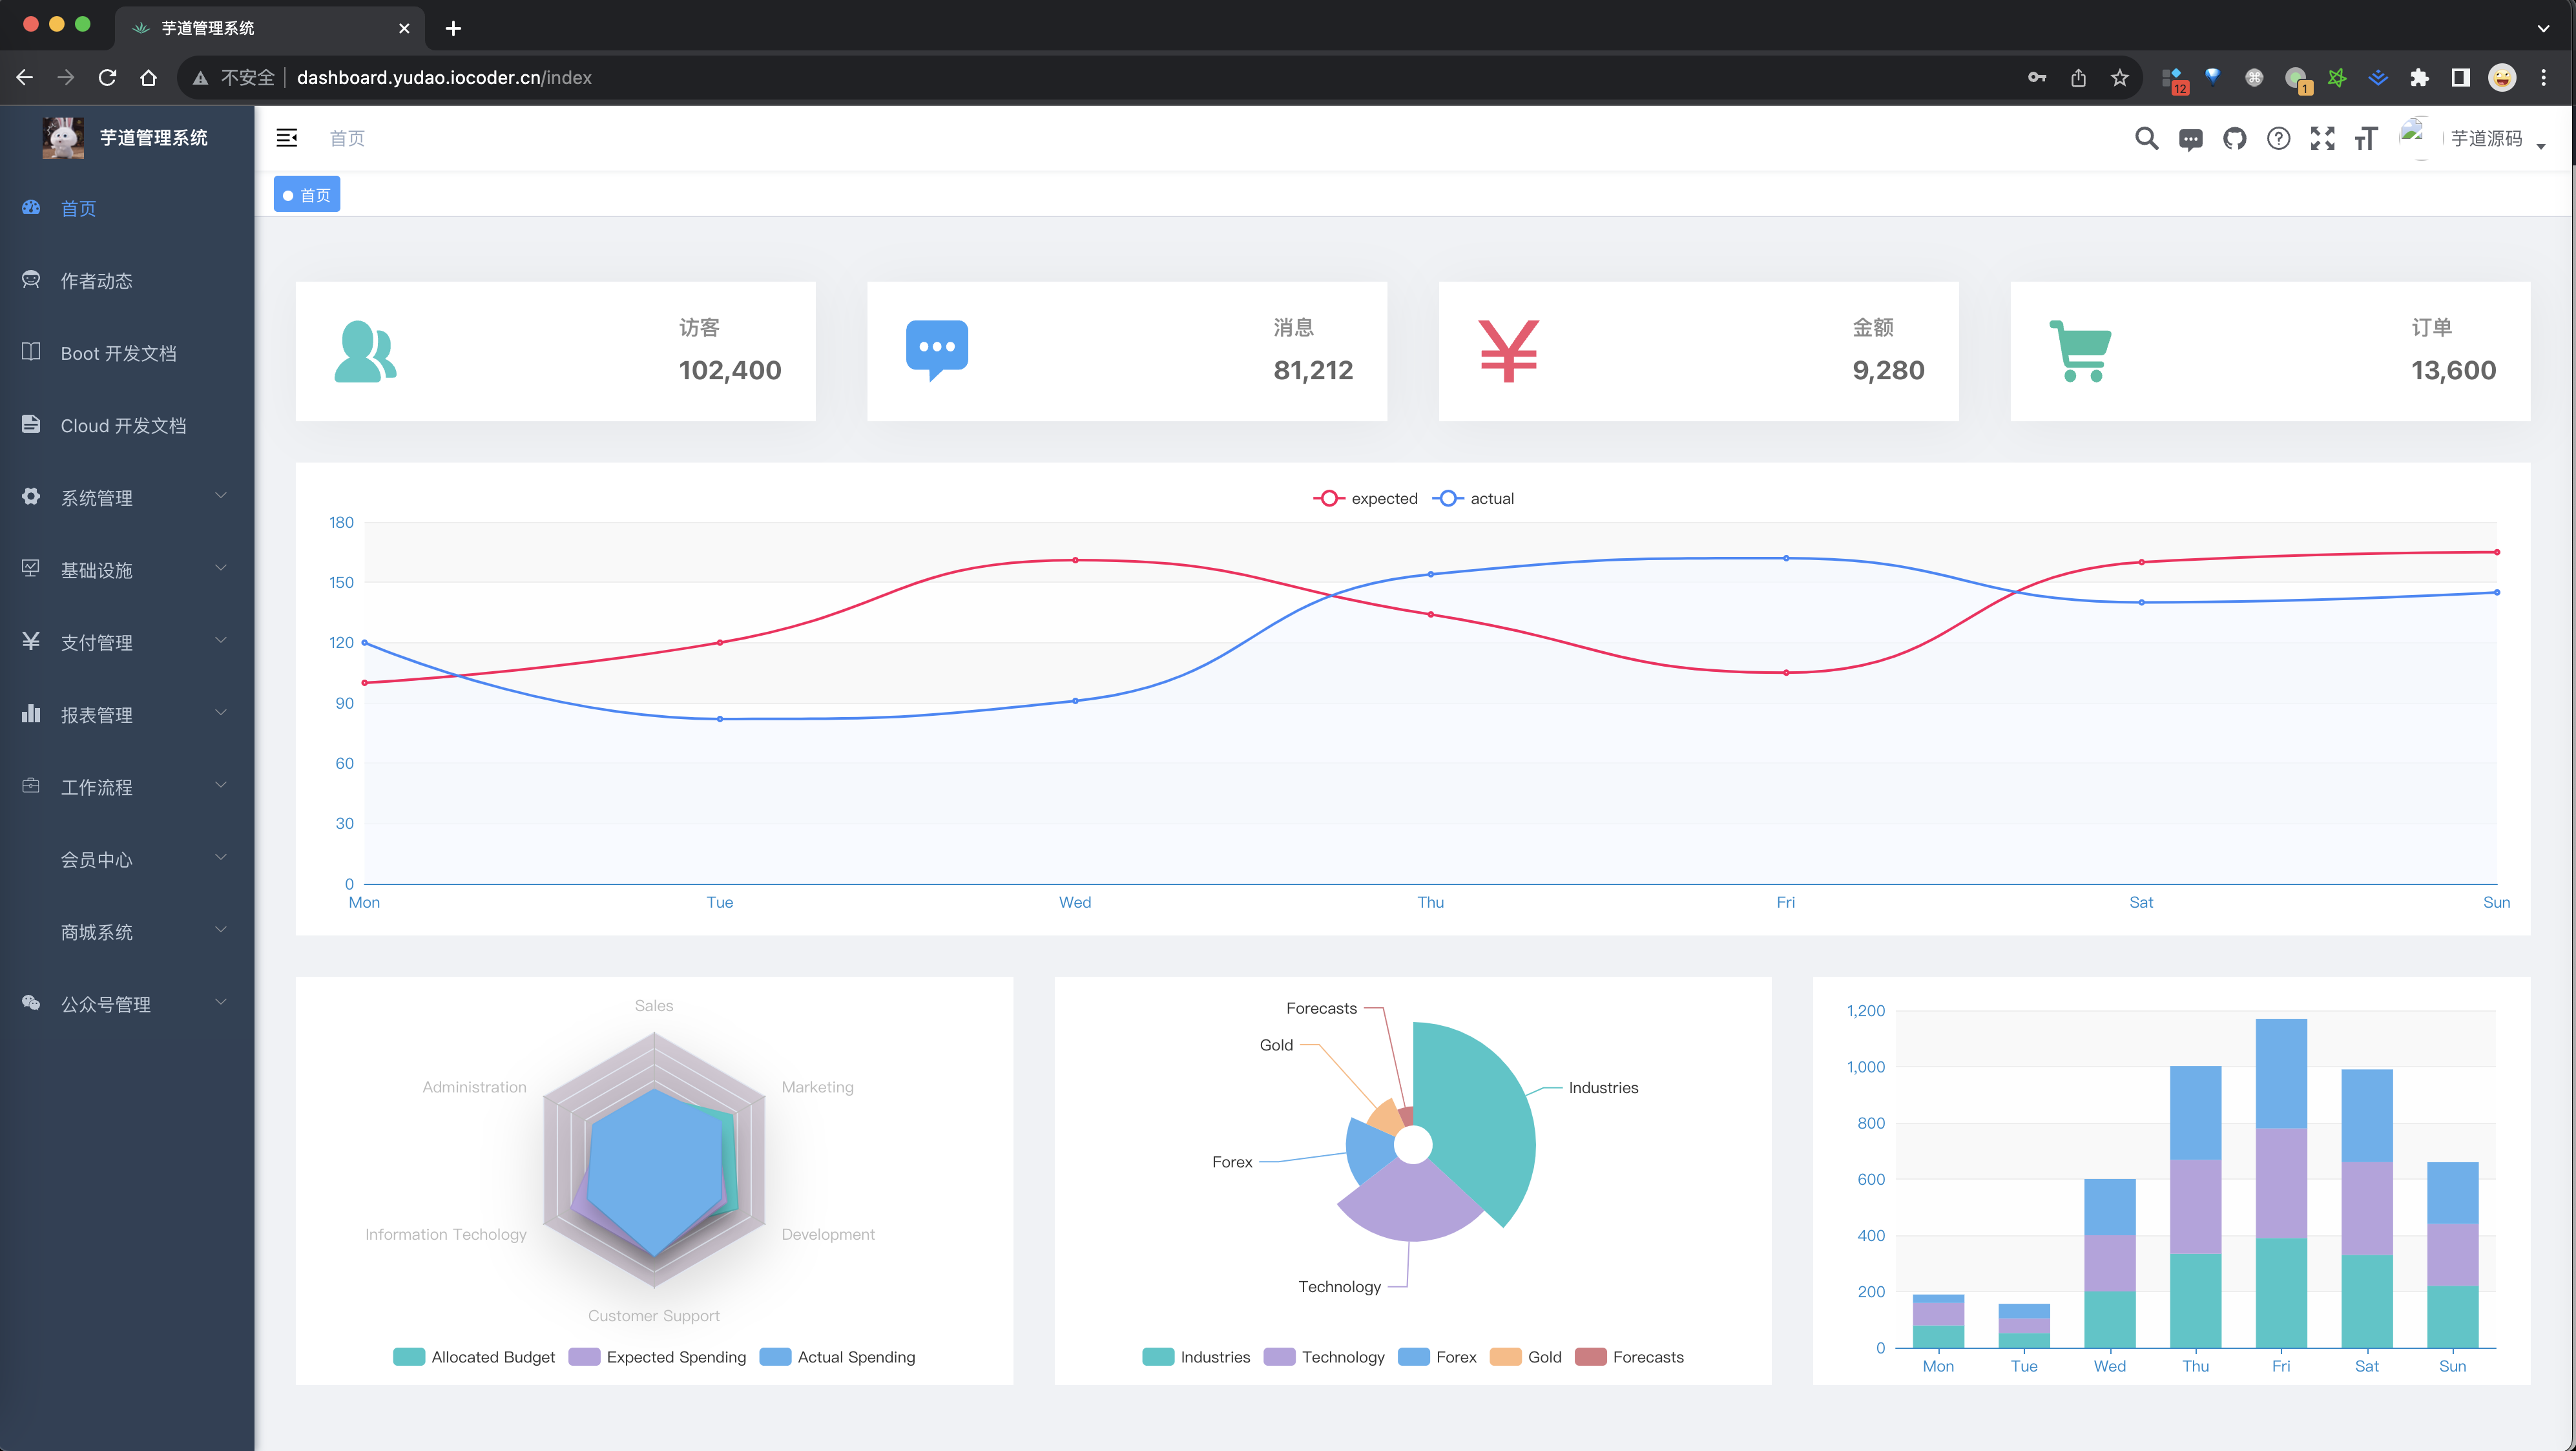 芋道管理系统
不安全 dashboard.yudao.iocoder.cn/index
12
1
芋道管理系统
首页
作者动态
Boot 开发文档
Cloud 开发文档
系统管理
基础设施
支付管理
报表管理
工作流程
会员中心
商城系统
公众号管理
首页
芋道源码
首页
访客
102,400
消息
81,212
金额
9,280
订单
13,600
expected actual
180
150
120
90
60
30
0
Mon Tue Wed Thu Fri Sat Sun
Sales
Administration Marketing
Information Techology Development
Customer Support
Allocated Budget Expected Spending Actual Spending
Forecasts
Gold
Industries
Forex
Technology
Industries Technology Forex Gold Forecasts
1,200
1,000
800
600
400
200
0
Mon Tue Wed Thu Fri Sat Sun